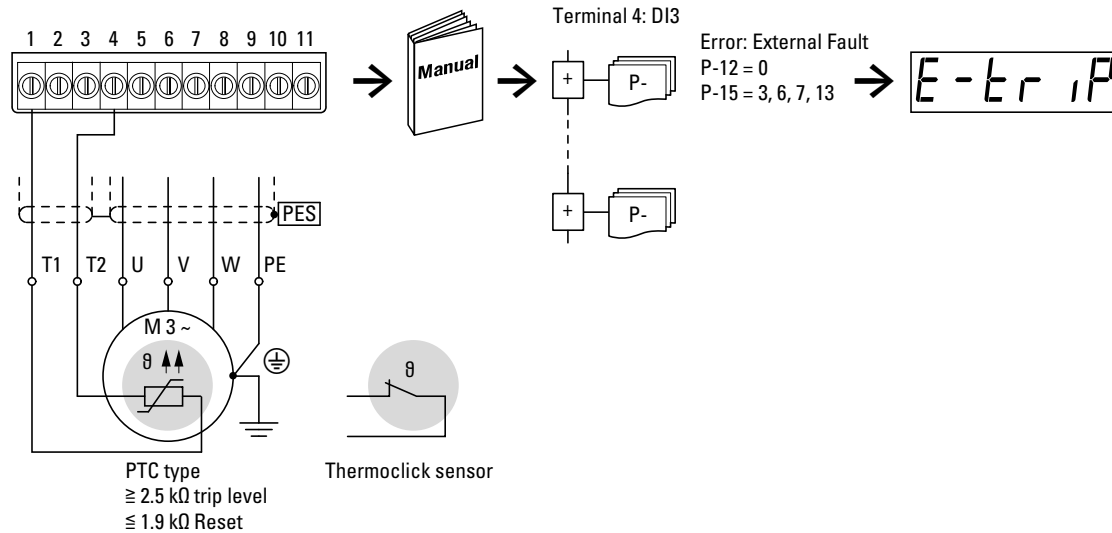 Terminal 4: DI3
1 2 3 4 5 6 7 8 9 10 11
Manual
+
P-
Error: External Fault
P-12 = 0
P-15 = 3, 6, 7, 13
E-triP
+
P-
PES
T1 T2 U V W PE
M 3 ~
ϑ
ϑ
PTC type
≧ 2.5 kΩ trip level
≦ 1.9 kΩ Reset
Thermoclick sensor